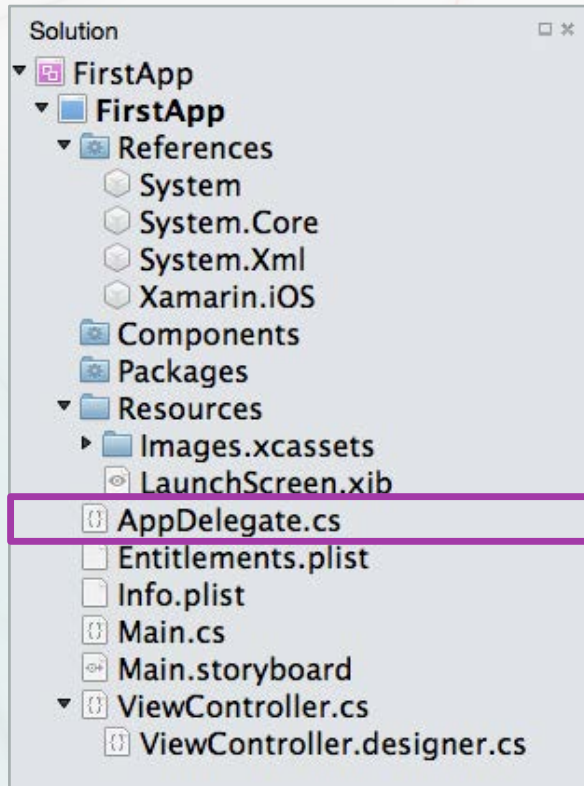 Solution
FirstApp
FirstApp
References
System
System.Core
System.Xml
Xamarin.iOS
Components
Packages
Resources
Images.xcassets
LaunchScreen.xib
AppDelegate.cs
Entitlements.plist
Info.plist
Main.cs
Main.storyboard
ViewController.cs
ViewController.designer.cs